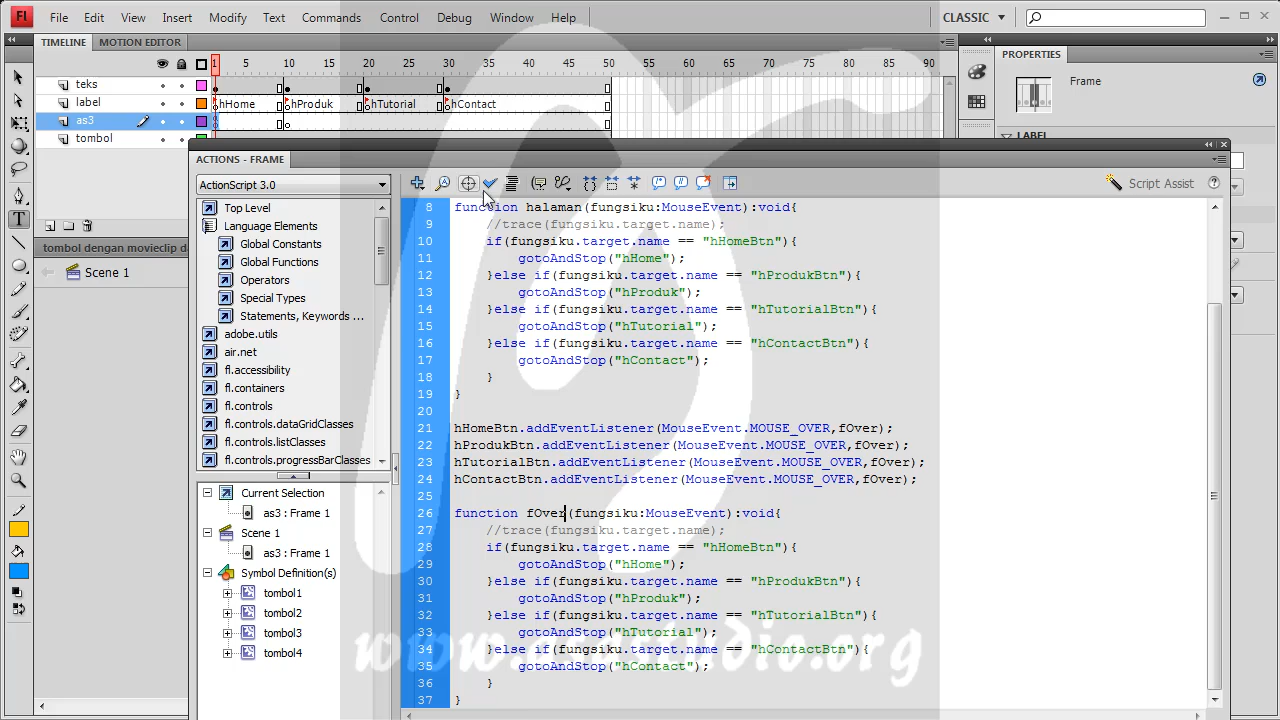 Fl File Edit View Insert Modify Text Commands Control Debug Window Help CLASSIC
TIMELINE MOTION EDITOR
PROPERTIES
1 5 10 15 20 25 30 35 40 45 50 55 60 65 70 75 80 85 90
Frame
teks
label hHome hProduk hTutorial hContact
as3
tombol
LABEL
ACTIONS - FRAME
ActionScript 3.0
Script Assist
Top Level
Language Elements
Global Constants
Global Functions
Operators
Special Types
Statements, Keywords ...
adobe.utils
air.net
fl.accessibility
fl.containers
fl.controls
fl.controls.dataGridClasses
fl.controls.listClasses
fl.controls.progressBarClasses
Current Selection
as3 : Frame 1
Scene 1
as3 : Frame 1
Symbol Definition(s)
tombol1
tombol2
tombol3
tombol4
tombol dengan movieclip da
Scene 1
8 function halaman(fungsiku:MouseEvent):void{
9 //trace(fungsiku.target.name);
10 if(fungsiku.target.name == "hHomeBtn"){
11 gotoAndStop("hHome");
12 }else if(fungsiku.target.name == "hProdukBtn"){
13 gotoAndStop("hProduk");
14 }else if(fungsiku.target.name == "hTutorialBtn"){
15 gotoAndStop("hTutorial");
16 }else if(fungsiku.target.name == "hContactBtn"){
17 gotoAndStop("hContact");
18 }
19 }
20
21 hHomeBtn.addEventListener(MouseEvent.MOUSE_OVER,fOver);
22 hProdukBtn.addEventListener(MouseEvent.MOUSE_OVER,fOver);
23 hTutorialBtn.addEventListener(MouseEvent.MOUSE_OVER,fOver);
24 hContactBtn.addEventListener(MouseEvent.MOUSE_OVER,fOver);
25
26 function fOver(fungsiku:MouseEvent):void{
27 //trace(fungsiku.target.name);
28 if(fungsiku.target.name == "hHomeBtn"){
29 gotoAndStop("hHome");
30 }else if(fungsiku.target.name == "hProdukBtn"){
31 gotoAndStop("hProduk");
32 }else if(fungsiku.target.name == "hTutorialBtn"){
33 gotoAndStop("hTutorial");
34 }else if(fungsiku.target.name == "hContactBtn"){
35 gotoAndStop("hContact");
36 }
37 }